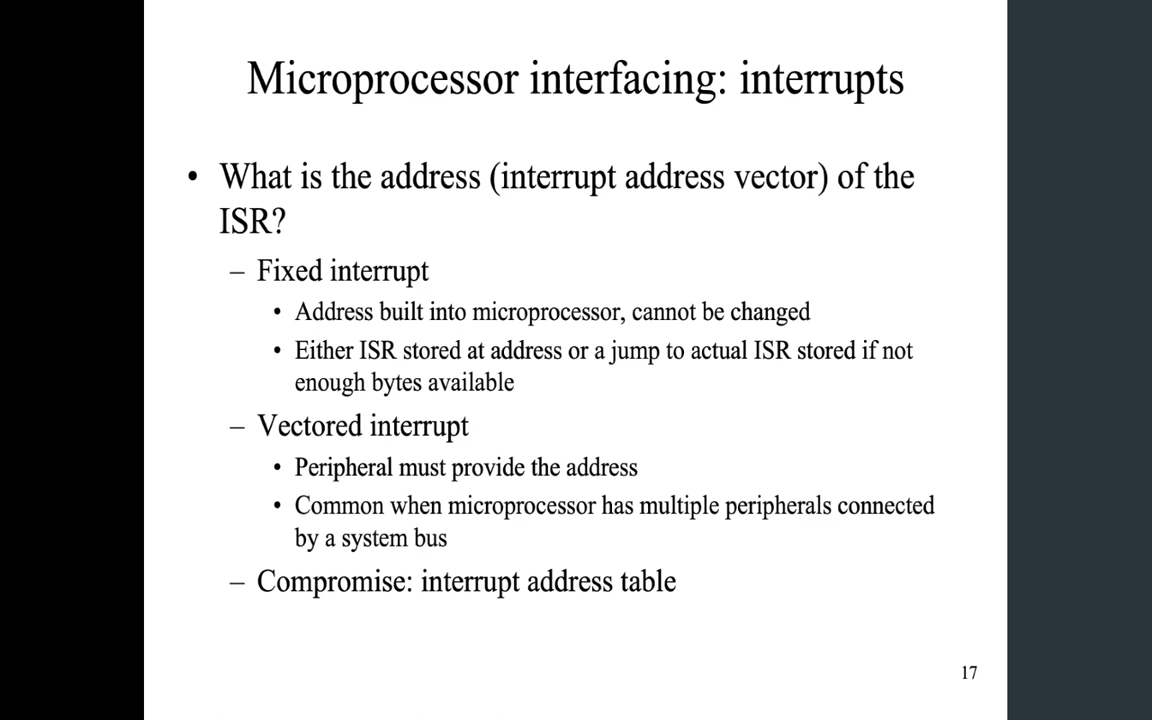 Microprocessor interfacing: interrupts
• What is the address (interrupt address vector) of the
ISR?
– Fixed interrupt
• Address built into microprocessor, cannot be changed
• Either ISR stored at address or a jump to actual ISR stored if not
enough bytes available
– Vectored interrupt
• Peripheral must provide the address
• Common when microprocessor has multiple peripherals connected
by a system bus
– Compromise: interrupt address table
17